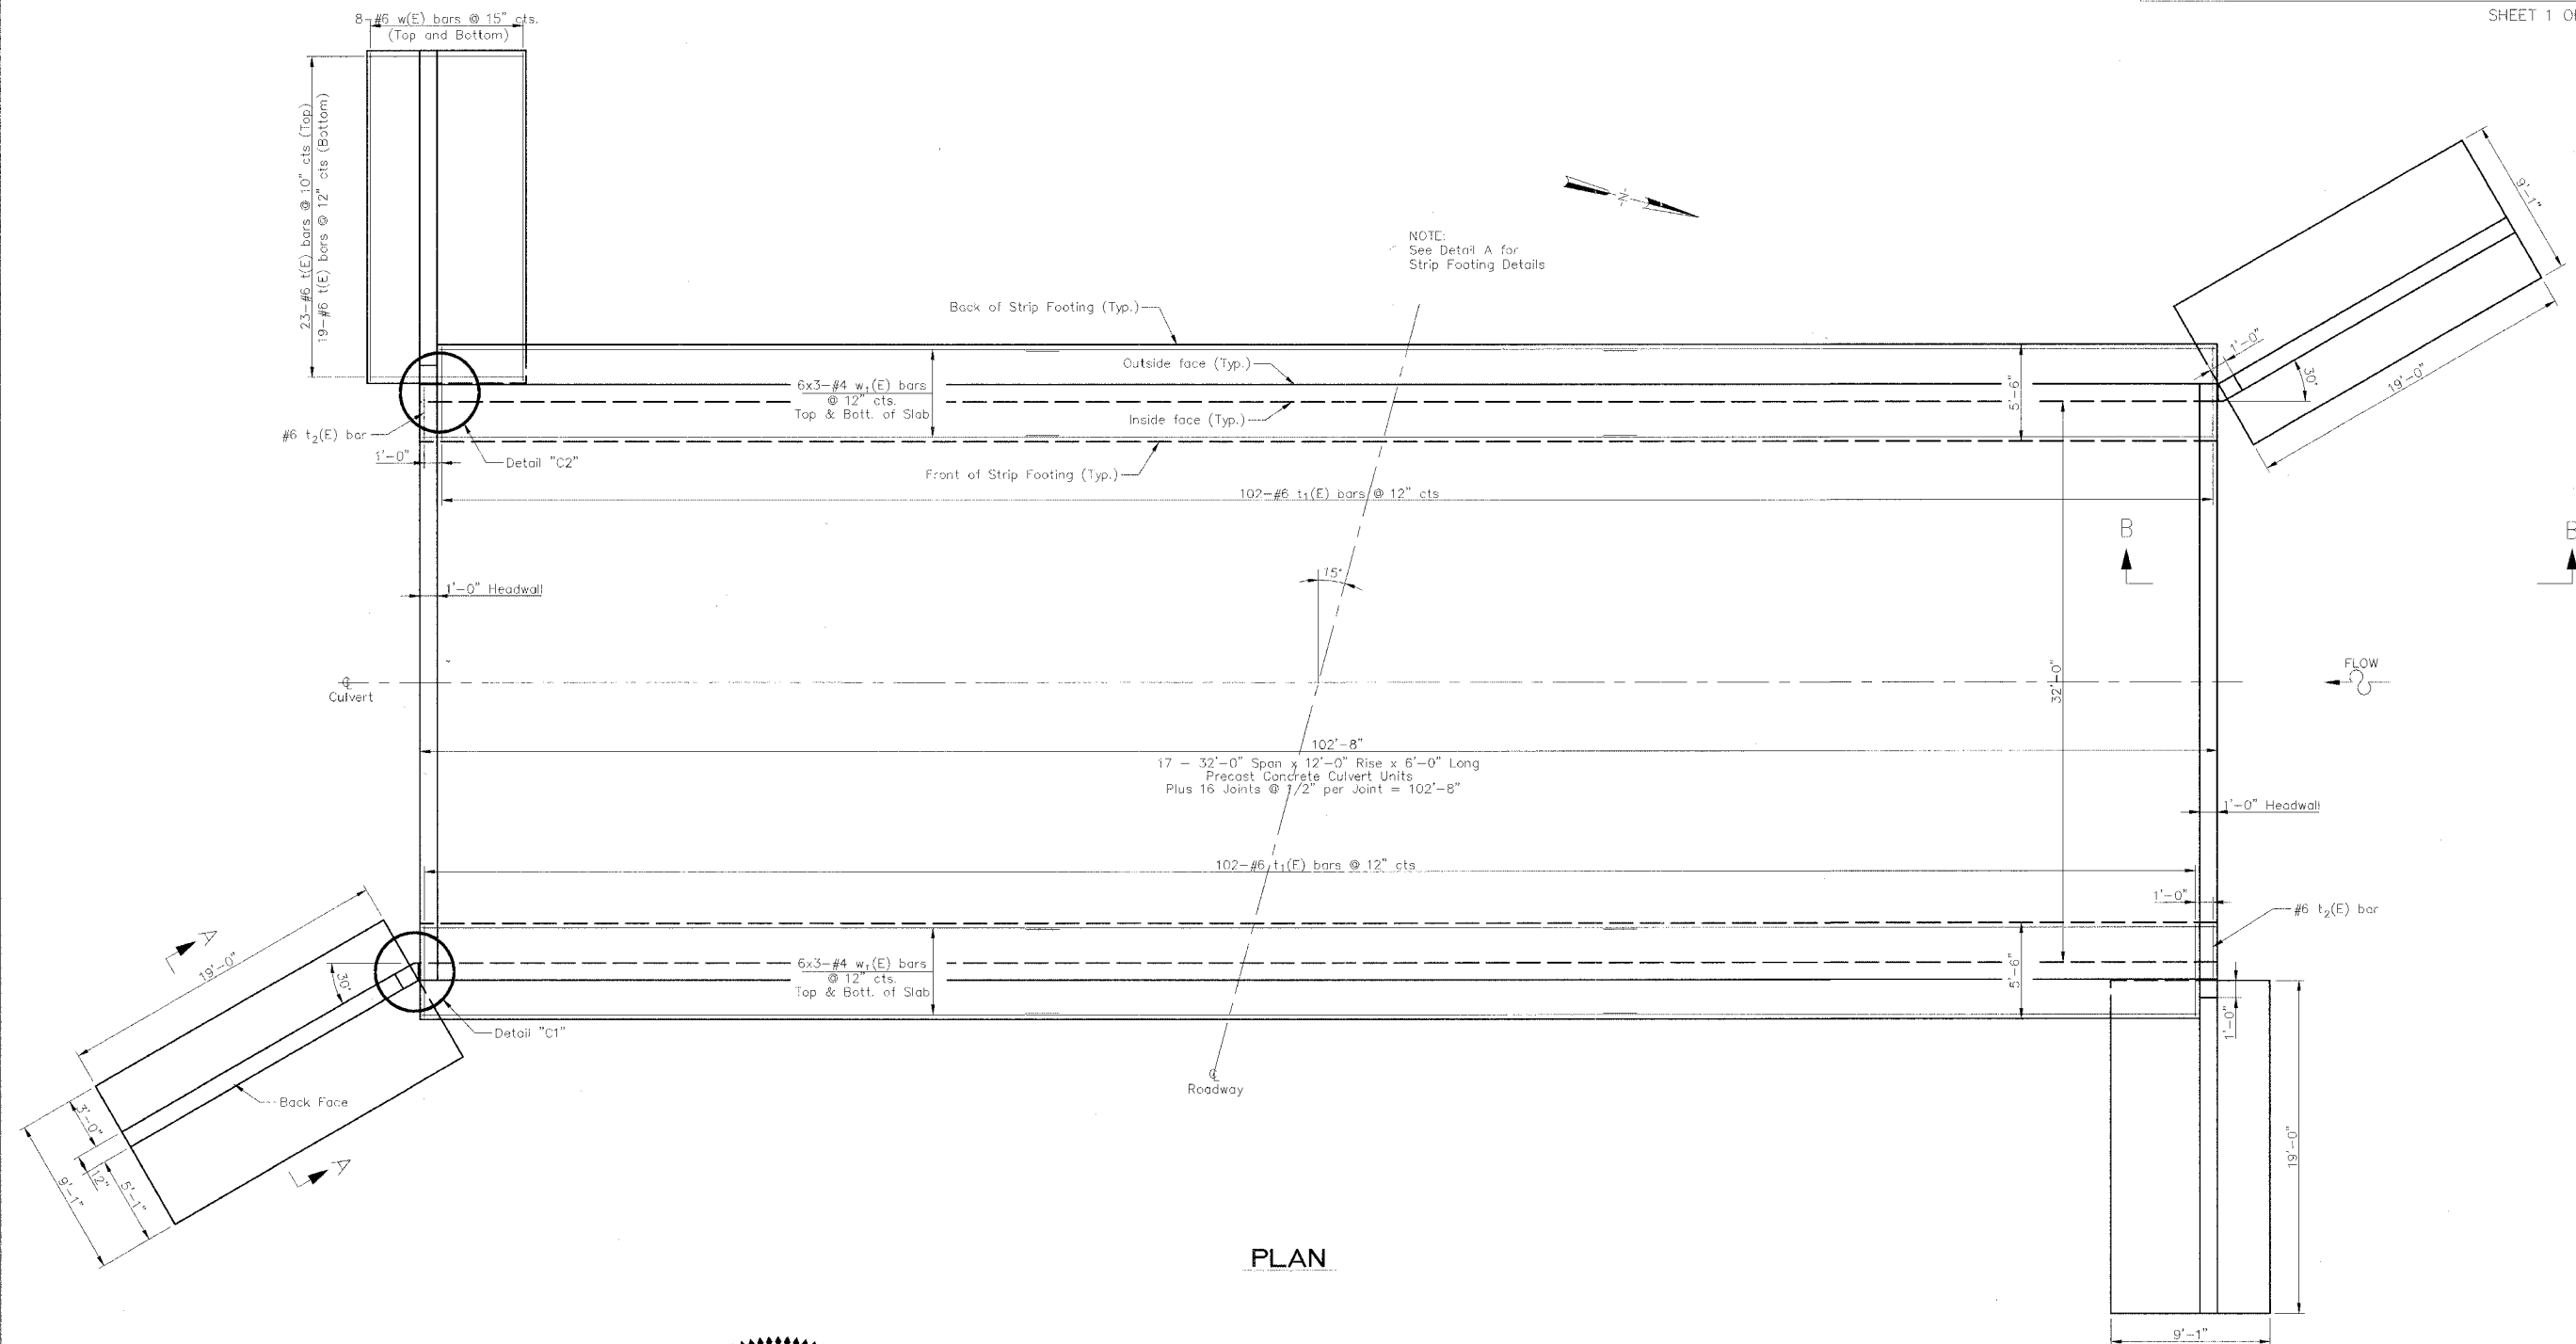 SHEET 1 O
8-#6 w(E) bars @ 15" cts.
(Top and Bottom)
23-#6 t(E) bars @ 10" cts (Top)
19-#6 t(E) bars @ 12" cts (Bottom)
N
NOTE:
See Detail A for
Strip Footing Details
9'-1"
Back of Strip Footing (Typ.)
Outside face (Typ.)
1'-0"
30°
19'-0"
6x3-#4 w1(E) bars
@ 12" cts.
Top & Bott. of Slab
5'-6"
Inside face (Typ.)
#6 t2(E) bar
1'-0"
Detail "C2"
Front of Strip Footing (Typ.)
102-#6 t1(E) bars @ 12" cts
B
B
15°
1'-0" Headwall
32'-0"
FLOW
℄
Culvert
102'-8"
17 - 32'-0" Span x 12'-0" Rise x 6'-0" Long
Precast Concrete Culvert Units
Plus 16 Joints @ 1/2" per Joint = 102'-8"
1'-0" Headwall
102-#6 t1(E) bars @ 12" cts
1'-0"
#6 t2(E) bar
A
19'-0"
30°
6x3-#4 w1(E) bars
@ 12" cts.
Top & Bott. of Slab
5'-6"
1'-0"
Detail "C1"
℄
Roadway
Back Face
3'-0"
12"
5'-1"
9'-1"
A
19'-0"
PLAN
9'-1"